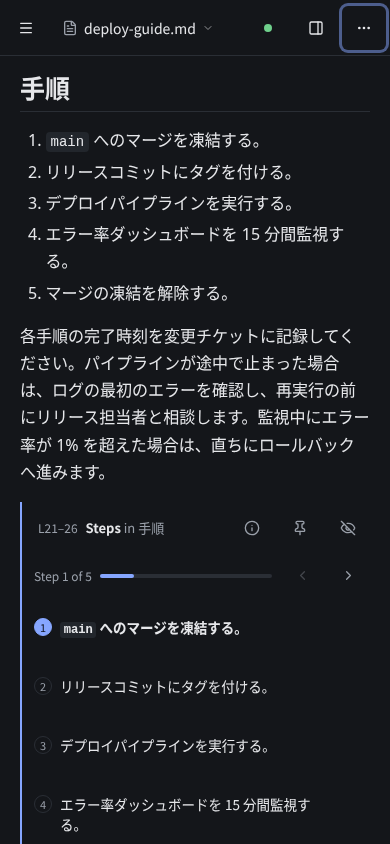 deploy-guide.md
手順
1. main へのマージを凍結する。
2. リリースコミットにタグを付ける。
3. デプロイパイプラインを実行する。
4. エラー率ダッシュボードを 15 分間監視す
る。
5. マージの凍結を解除する。
各手順の完了時刻を変更チケットに記録してく
ださい。パイプラインが途中で止まった場合
は、ログの最初のエラーを確認し、再実行の前
にリリース担当者と相談します。監視中にエラー
率が 1% を超えた場合は、直ちにロールバック
へ進みます。
L21–26 Steps in 手順
Step 1 of 5
1 main へのマージを凍結する。
2 リリースコミットにタグを付ける。
3 デプロイパイプラインを実行する。
4 エラー率ダッシュボードを 15 分間監視す
る。